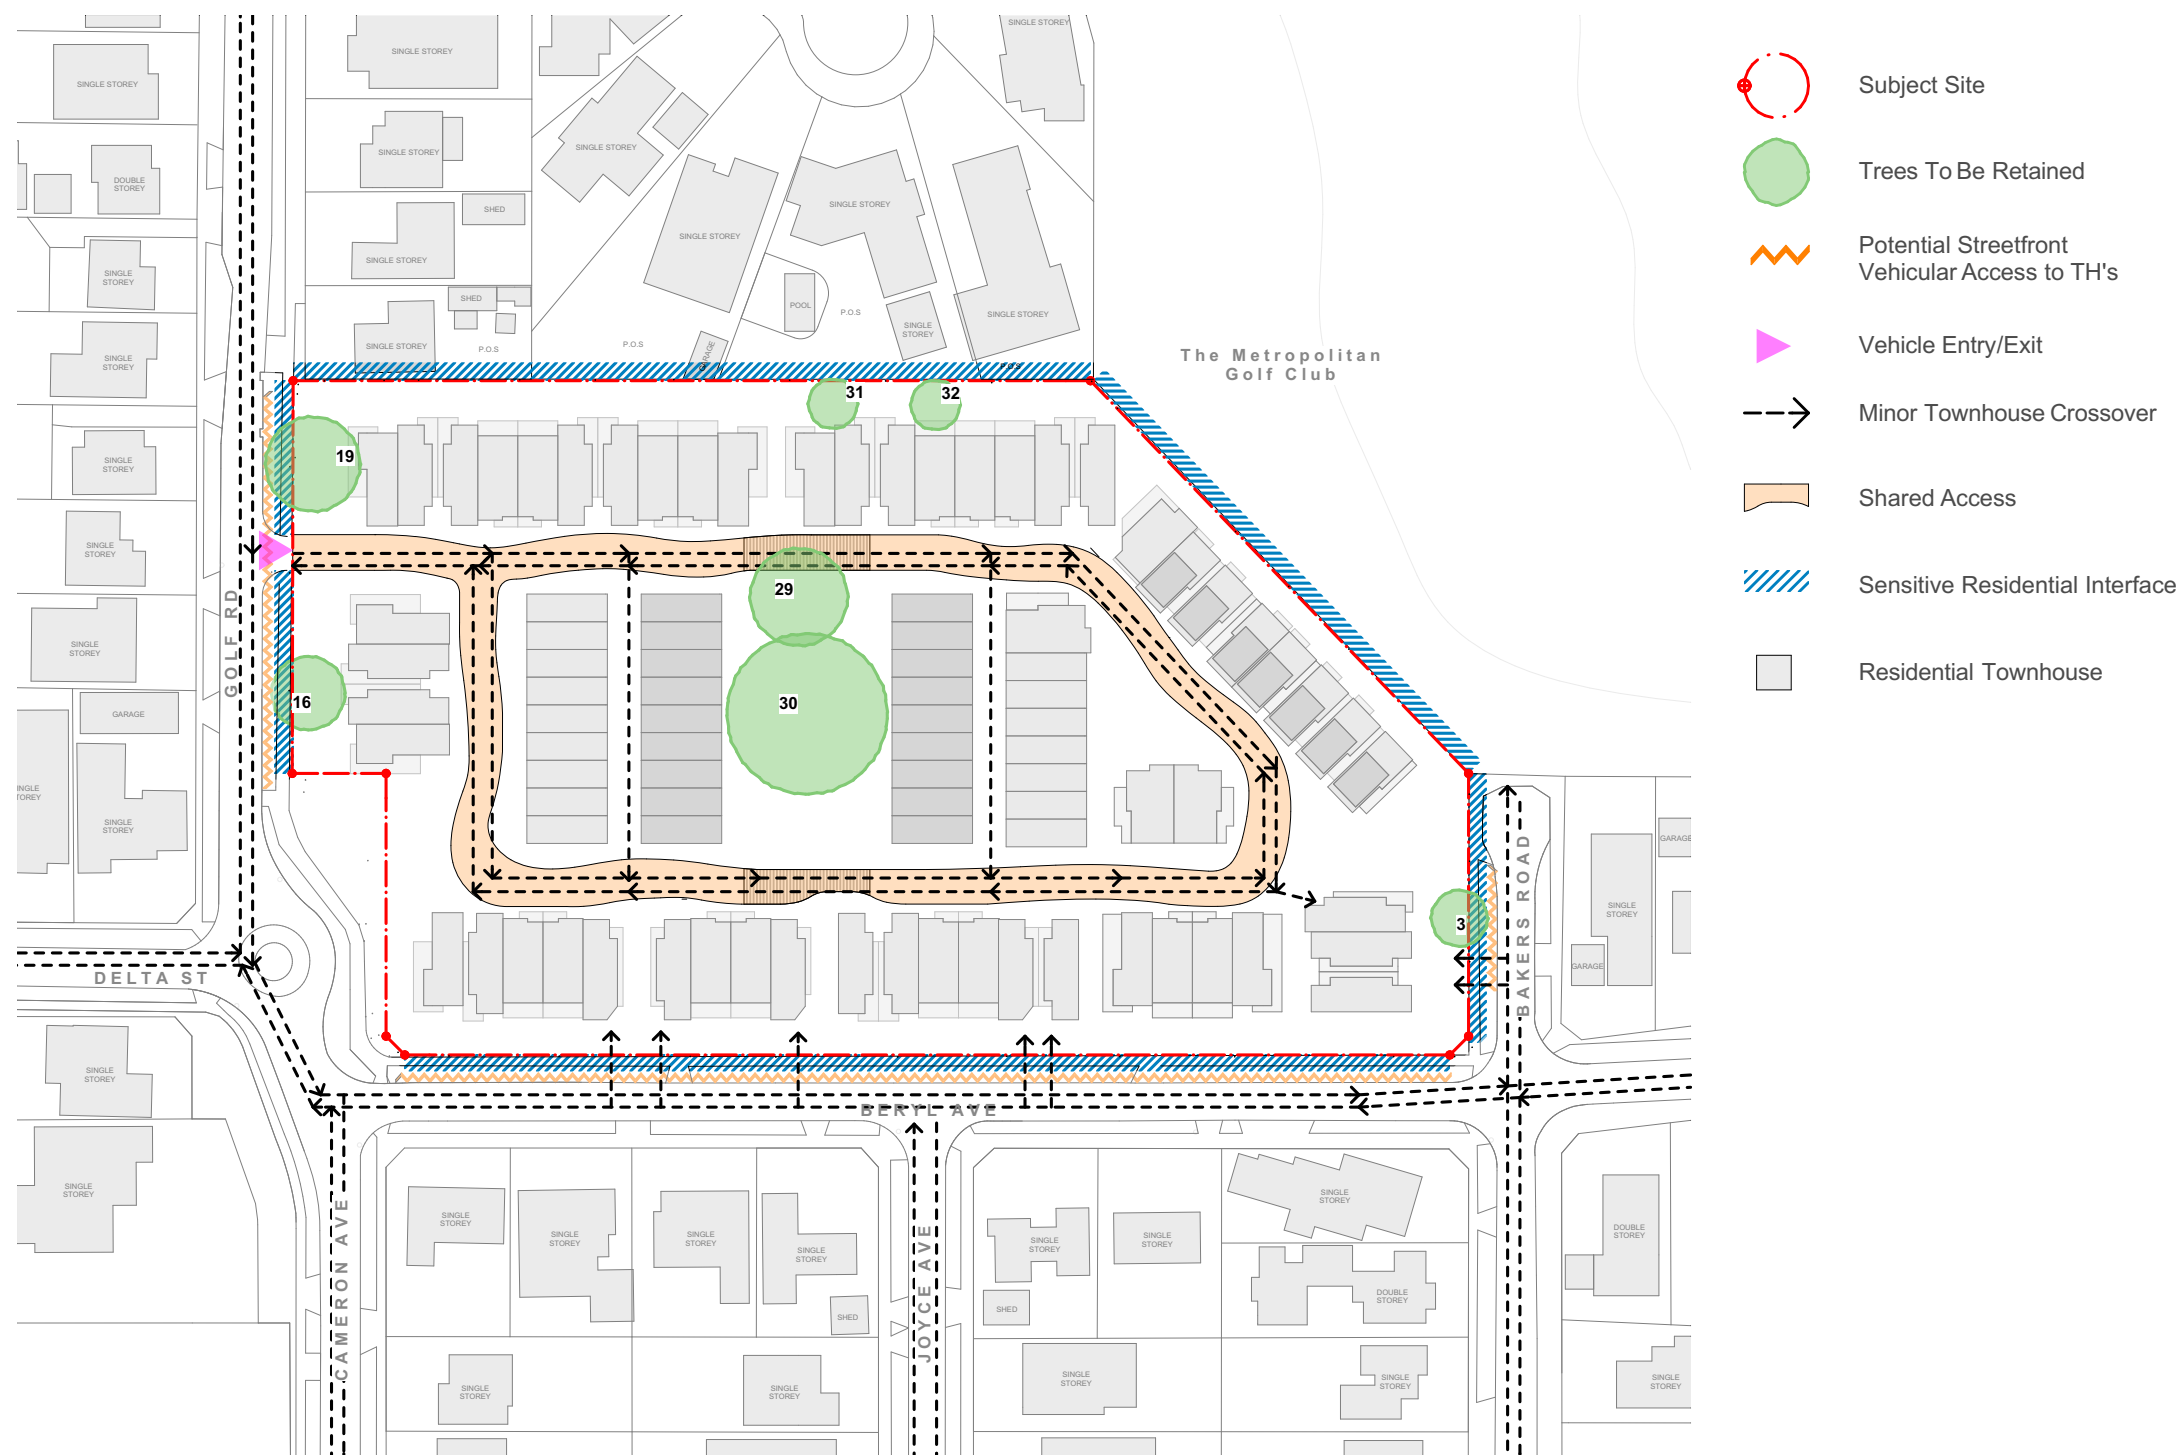 SINGLE STOREY
SINGLE STOREY
SINGLE STOREY
SINGLE STOREY
DOUBLE
STOREY
SINGLE STOREY
SINGLE STOREY
SHED
SINGLE STOREY
SINGLE STOREY
SINGLE STOREY
SINGLE
STOREY
SINGLE STOREY
SHED
POOL
P.O.S
SINGLE
STOREY
SINGLE STOREY
SINGLE
STOREY
SINGLE STOREY
P.O.S
P.O.S
GARAGE
P.O.S
The Metropolitan
Golf Club
31
32
19
SINGLE
STOREY
SINGLE
STOREY
29
GOLF RD
SINGLE
STOREY
16
30
GARAGE
SINGLE
STOREY
GARAGE
BAKERS ROAD
SINGLE
STOREY
3
GARAGE
DELTA ST
SINGLE
STOREY
BERYL AVE
SINGLE
STOREY
CAMERON AVE
SINGLE
STOREY
SINGLE
STOREY
SINGLE
STOREY
SINGLE
STOREY
SHED
JOYCE AVE
SINGLE
STOREY
SINGLE
STOREY
SHED
SINGLE
STOREY
DOUBLE
STOREY
DOUBLE
STOREY
SINGLE
STOREY
SINGLE
STOREY
SINGLE
STOREY
SINGLE
STOREY
SINGLE
STOREY
Subject Site
Trees To Be Retained
Potential Streetfront
Vehicular Access to TH's
Vehicle Entry/Exit
Minor Townhouse Crossover
Shared Access
Sensitive Residential Interface
Residential Townhouse